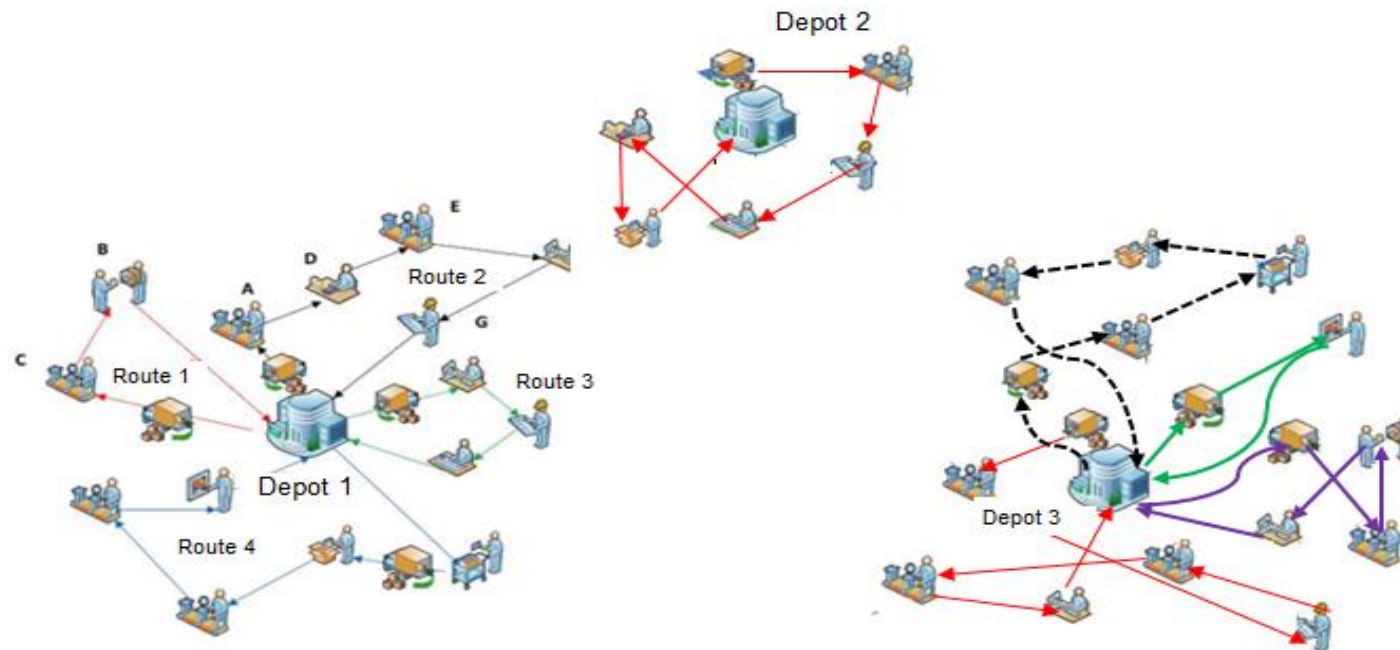 Depot 2
E
B
D
Route 2
A
G
C
Route 1
Route 3
Depot 1
Depot 3
Route 4